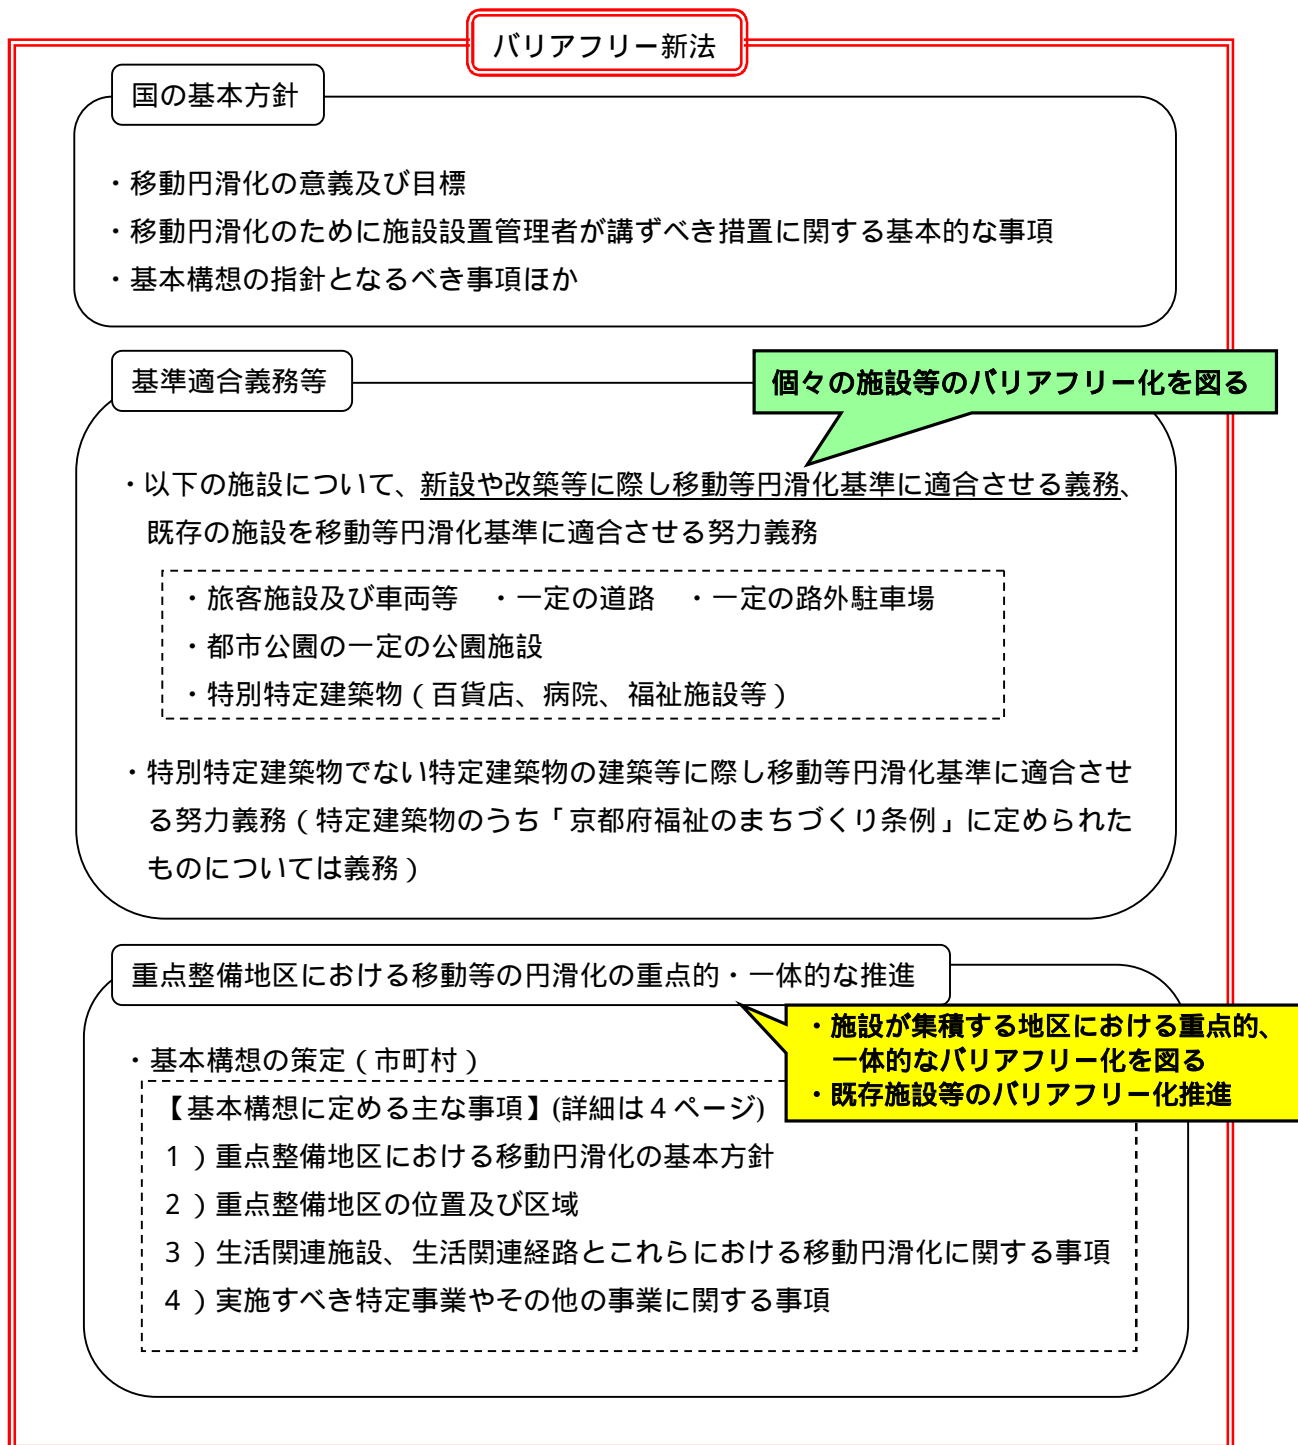 バリアフリー新法
国の基本方針
・移動円滑化の意義及び目標
・移動円滑化のために施設設置管理者が講ずべき措置に関する基本的な事項
・基本構想の指針となるべき事項ほか
基準適合義務等
個々の施設等のバリアフリー化を図る
・以下の施設について、新設や改築等に際し移動等円滑化基準に適合させる義務、
既存の施設を移動等円滑化基準に適合させる努力義務
・旅客施設及び車両等　・一定の道路　・一定の路外駐車場
・都市公園の一定の公園施設
・特別特定建築物（百貨店、病院、福祉施設等）
・特別特定建築物でない特定建築物の建築等に際し移動等円滑化基準に適合させ
る努力義務（特定建築物のうち「京都府福祉のまちづくり条例」に定められた
ものについては義務）
重点整備地区における移動等の円滑化の重点的・一体的な推進
・施設が集積する地区における重点的、
一体的なバリアフリー化を図る
・既存施設等のバリアフリー化推進
・基本構想の策定（市町村）
【基本構想に定める主な事項】(詳細は４ページ)
１）重点整備地区における移動円滑化の基本方針
２）重点整備地区の位置及び区域
３）生活関連施設、生活関連経路とこれらにおける移動円滑化に関する事項
４）実施すべき特定事業やその他の事業に関する事項